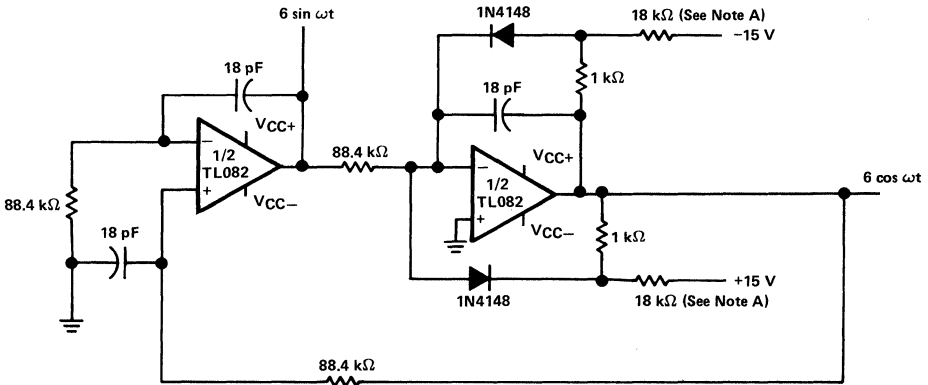 6 sin ωt
1N4148
18 kΩ (See Note A)
−15 V
1 kΩ
18 pF
18 pF
VCC+
−
1/2
TL082
+
VCC−
88.4 kΩ
−
1/2
TL082
+
VCC+
VCC−
6 cos ωt
88.4 kΩ
18 pF
1 kΩ
1N4148
+15 V
18 kΩ (See Note A)
88.4 kΩ